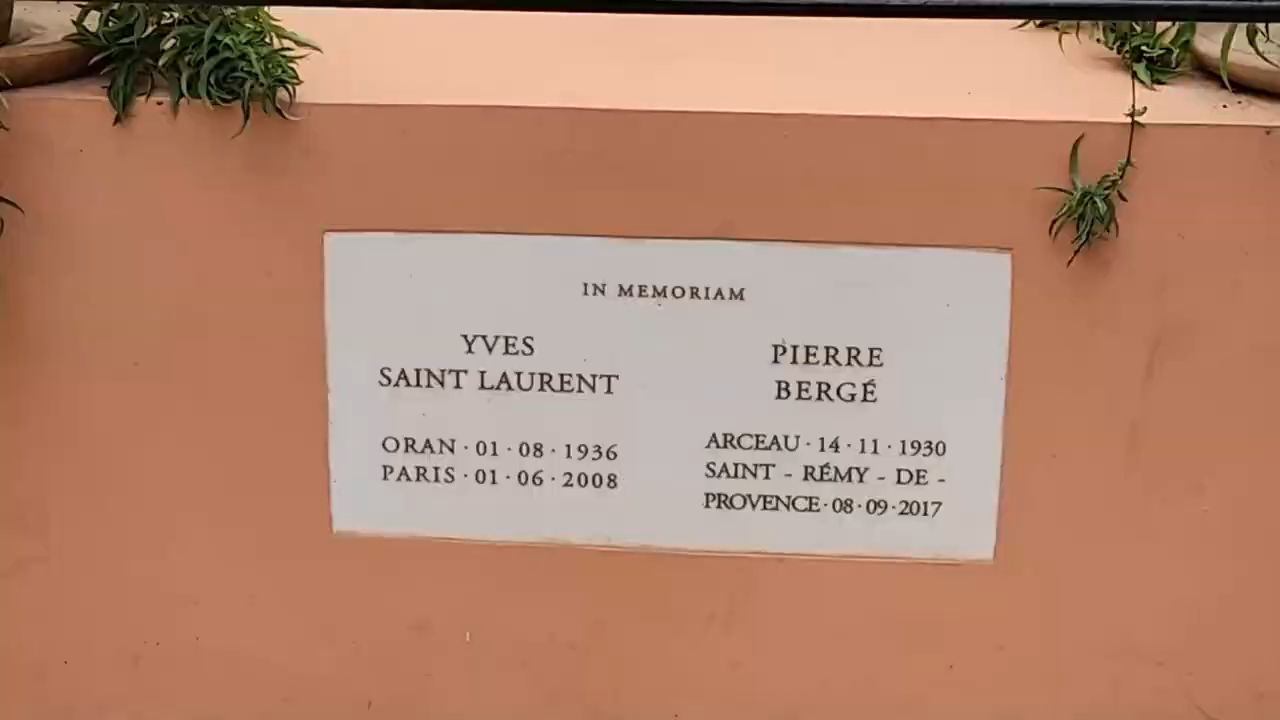 IN MEMORIAM
YVES
SAINT LAURENT
ORAN · 01 · 08 · 1936
PARIS · 01 · 06 · 2008
PIERRE
BERGÉ
ARCEAU · 14 · 11 · 1930
SAINT - RÉMY - DE -
PROVENCE · 08 · 09 · 2017